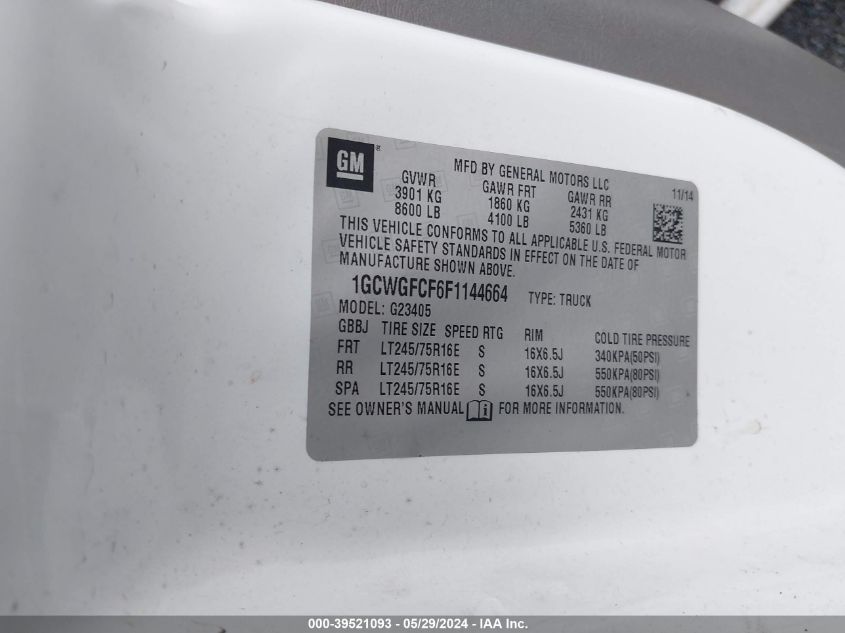 GM ®
MFD BY GENERAL MOTORS LLC
11/14
GVWR GAWR FRT GAWR RR
3901 KG 1860 KG 2431 KG
8600 LB 4100 LB 5360 LB
THIS VEHICLE CONFORMS TO ALL APPLICABLE U.S. FEDERAL MOTOR
VEHICLE SAFETY STANDARDS IN EFFECT ON THE DATE OF
MANUFACTURE SHOWN ABOVE.
1GCWGFCF6F1144664 TYPE: TRUCK
MODEL: G23405
GBBJ TIRE SIZE SPEED RTG RIM COLD TIRE PRESSURE
FRT LT245/75R16E S 16X6.5J 340KPA(50PSI)
RR LT245/75R16E S 16X6.5J 550KPA(80PSI)
SPA LT245/75R16E S 16X6.5J 550KPA(80PSI)
SEE OWNER'S MANUAL i FOR MORE INFORMATION.
000-39521093 - 05/29/2024 - IAA Inc.